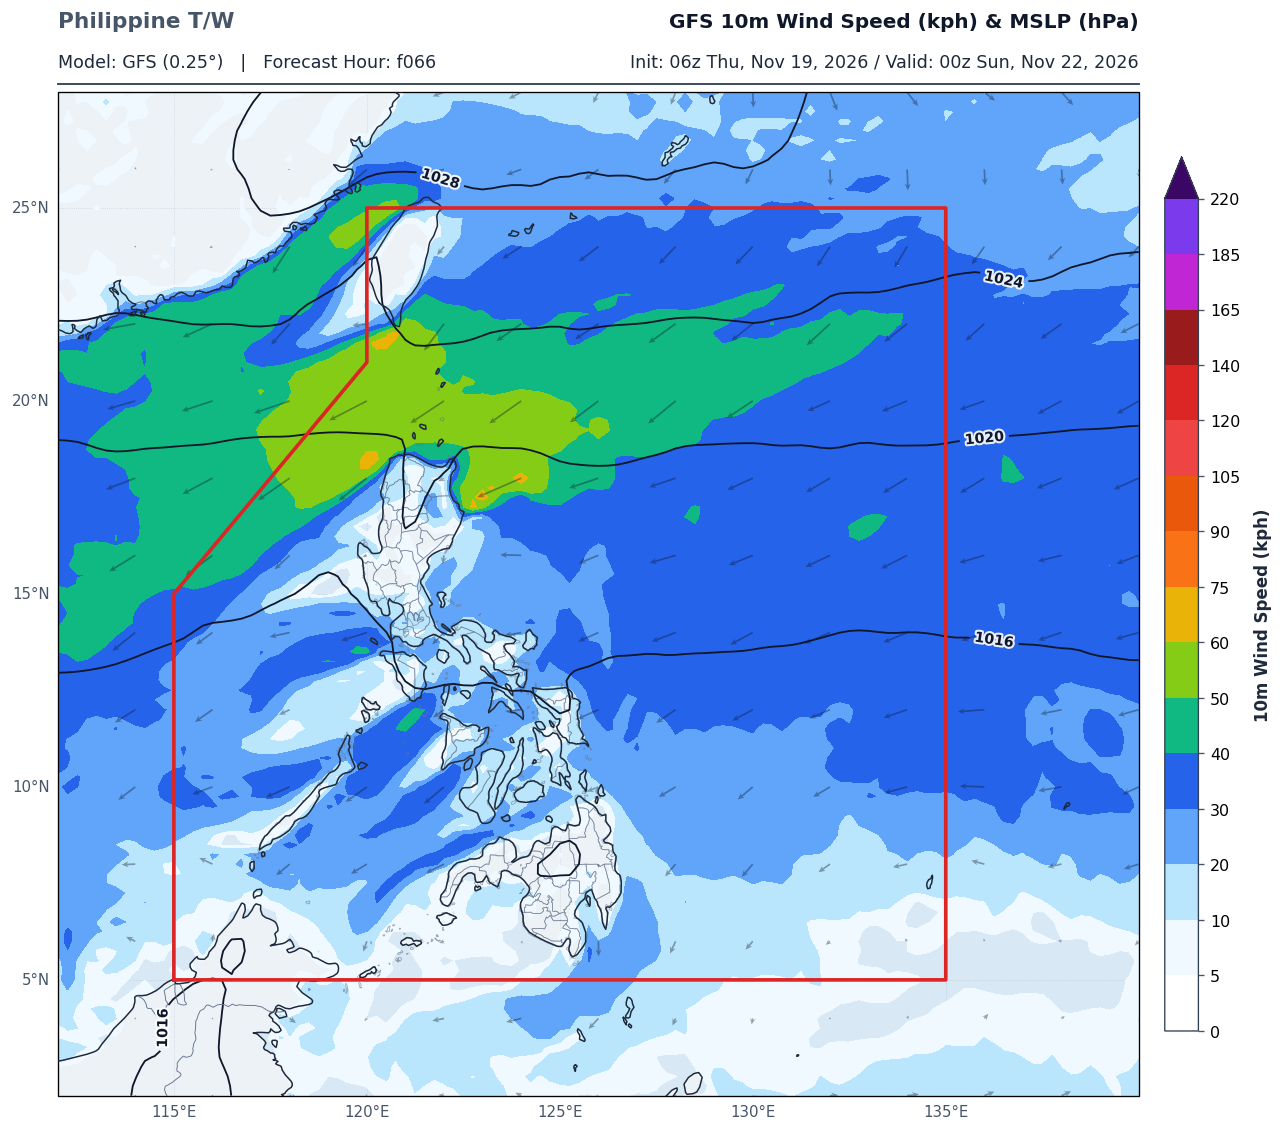 Philippine T/W
GFS 10m Wind Speed (kph) & MSLP (hPa)
Model: GFS (0.25°)   |   Forecast Hour: f066
Init: 06z Thu, Nov 19, 2026 / Valid: 00z Sun, Nov 22, 2026
1028
1024
1020
1016
1016
25°N
20°N
15°N
10°N
5°N
115°E
120°E
125°E
130°E
135°E
220
185
165
140
120
105
90
75
60
50
40
30
20
10
5
0
10m Wind Speed (kph)